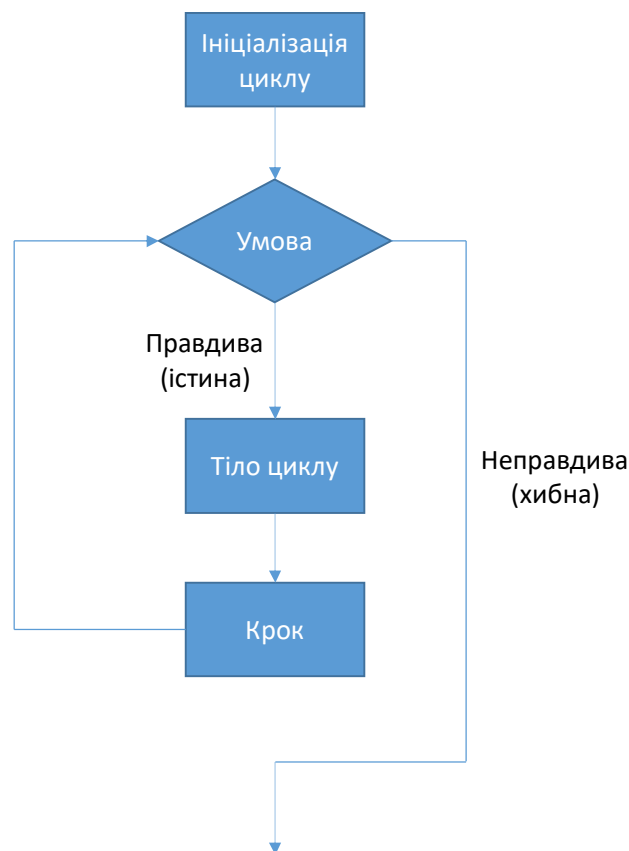 Ініціалізація
циклу
Умова
Правдива
(істина)
Тіло циклу
Неправдива
(хибна)
Крок